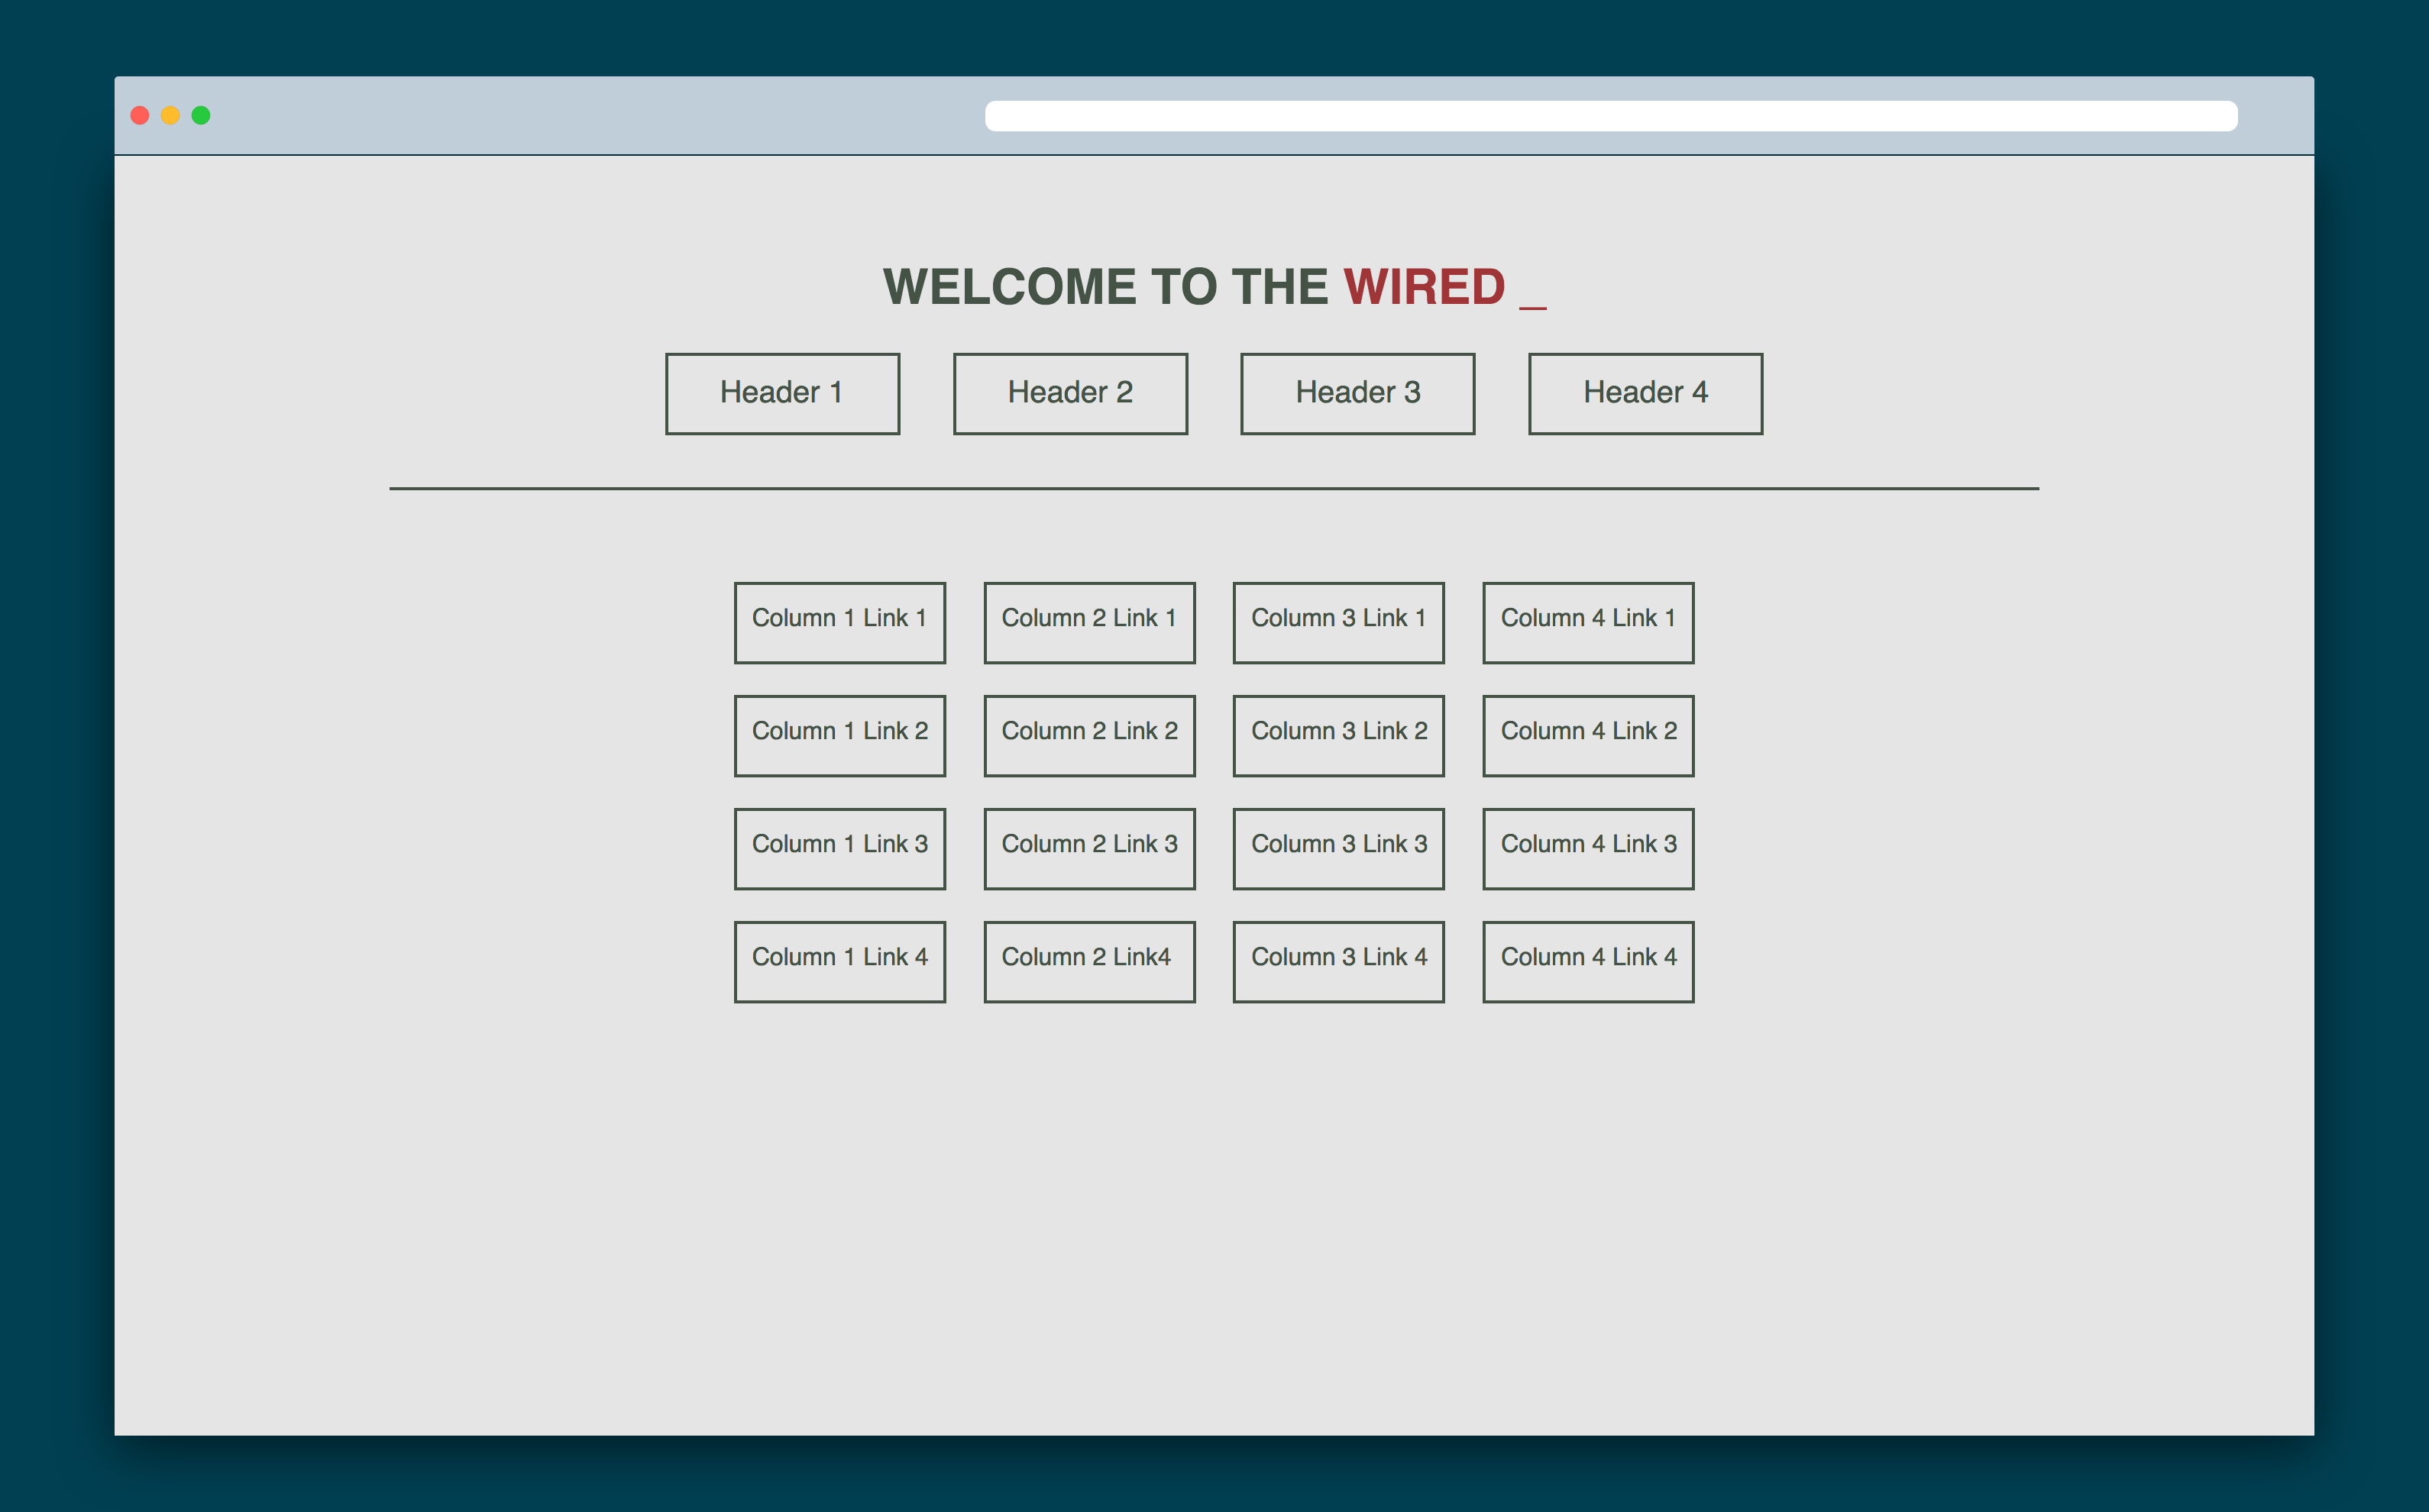 WELCOME TO THE WIRED _
Header 1 Header 2 Header 3 Header 4
Column 1 Link 1 Column 2 Link 1 Column 3 Link 1 Column 4 Link 1
Column 1 Link 2 Column 2 Link 2 Column 3 Link 2 Column 4 Link 2
Column 1 Link 3 Column 2 Link 3 Column 3 Link 3 Column 4 Link 3
Column 1 Link 4 Column 2 Link4 Column 3 Link 4 Column 4 Link 4